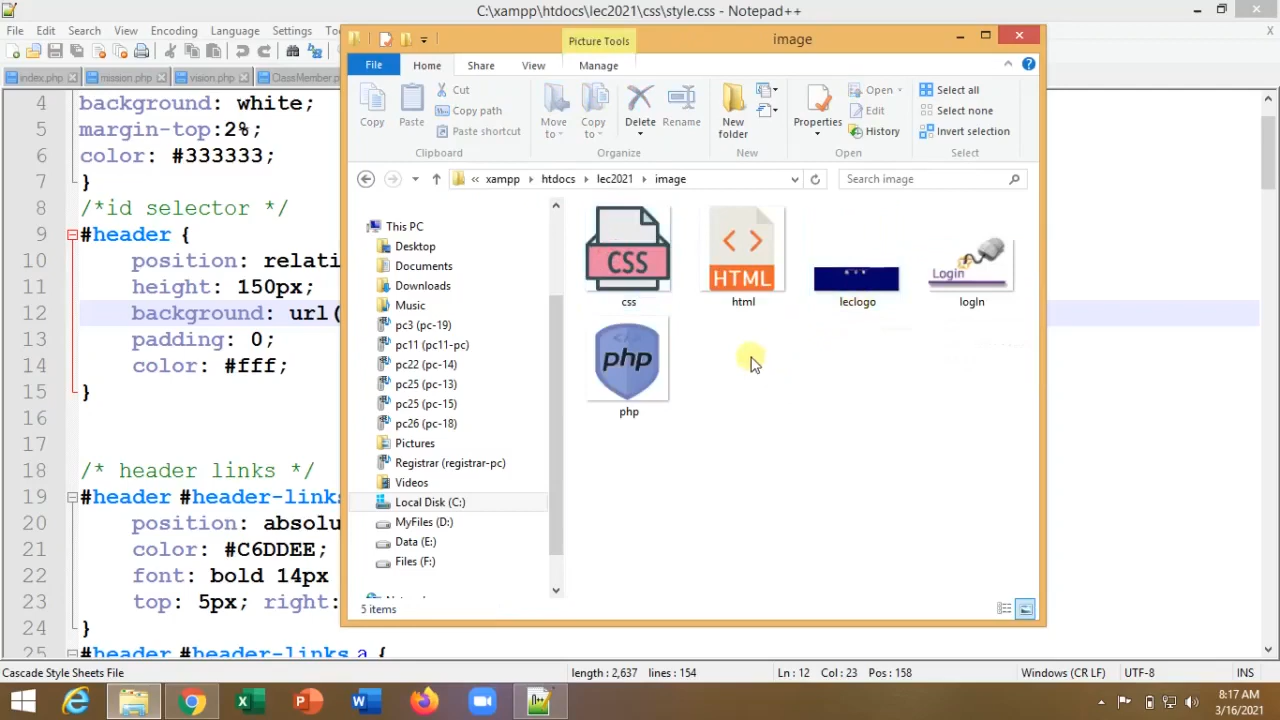 C:\xampp\htdocs\lec2021\css\style.css - Notepad++
File Edit Search View Encoding Language Settings To
index.php mission.php vision.php ClassMember.p
4 background: white;
5 margin-top:2%;
6 color: #333333;
7 }
8 /*id selector */
9 #header {
10 position: relati
11 height: 150px;
12 background: url(
13 padding: 0;
14 color: #fff;
15 }
16
17
18 /* header links */
19 #header #header-links
20 position: absolu
21 color: #C6DDEE;
22 font: bold 14px
23 top: 5px; right:
24 }
25 #header #header-links a {
Picture Tools
image
File Home Share View Manage
Copy
Paste
Cut
Copy path
Paste shortcut
Clipboard
Move to
Copy to
Delete
Rename
Organize
New folder
New
Properties
Open
Edit
History
Open
Select all
Select none
Invert selection
Select
« xampp htdocs lec2021 image
Search image
This PC
Desktop
Documents
Downloads
Music
pc3 (pc-19)
pc11 (pc11-pc)
pc22 (pc-14)
pc25 (pc-13)
pc25 (pc-15)
pc26 (pc-18)
Pictures
Registrar (registrar-pc)
Videos
Local Disk (C:)
MyFiles (D:)
Data (E:)
Files (F:)
CSS
css
HTML
html
leclogo
Login
login
php
php
5 items
Cascade Style Sheets File
length : 2,637 lines : 154
Ln : 12 Col : 23 Pos : 158
Windows (CR LF)
UTF-8
INS
8:17 AM
3/16/2021